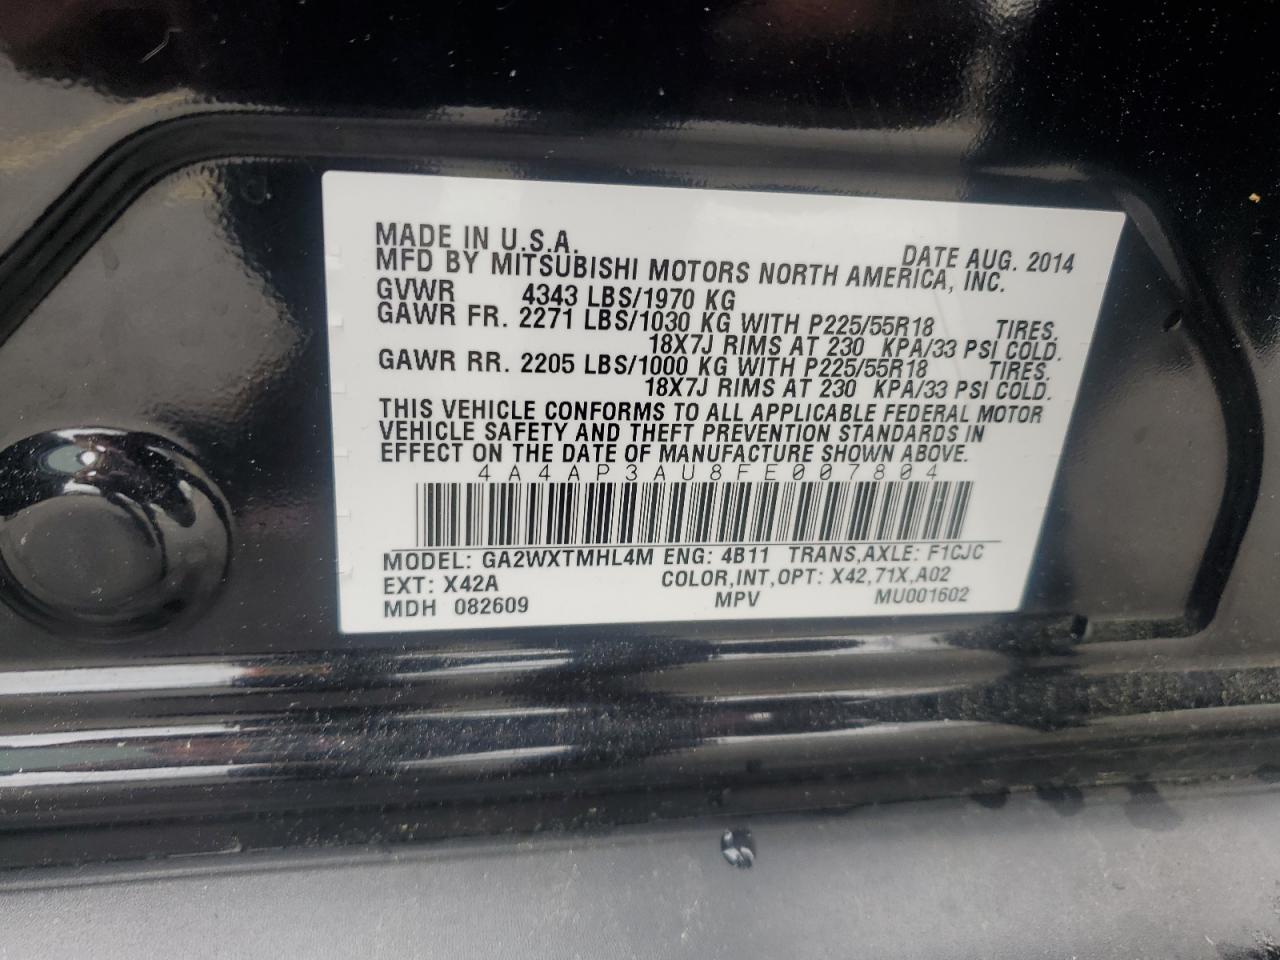 MADE IN U.S.A. DATE AUG. 2014
MFD BY MITSUBISHI MOTORS NORTH AMERICA, INC.
GVWR 4343 LBS/1970 KG
GAWR FR. 2271 LBS/1030 KG WITH P225/55R18 TIRES.
18X7J RIMS AT 230 KPA/33 PSI COLD.
GAWR RR. 2205 LBS/1000 KG WITH P225/55R18 TIRES.
18X7J RIMS AT 230 KPA/33 PSI COLD.
THIS VEHICLE CONFORMS TO ALL APPLICABLE FEDERAL MOTOR
VEHICLE SAFETY AND THEFT PREVENTION STANDARDS IN
EFFECT ON THE DATE OF MANUFACTURE SHOWN ABOVE.
4A4AP3AU8FE007804
MODEL: GA2WXTMHL4M ENG: 4B11 TRANS,AXLE: F1CJC
EXT: X42A COLOR,INT,OPT: X42,71X,A02
MDH 082609 MPV MU001602